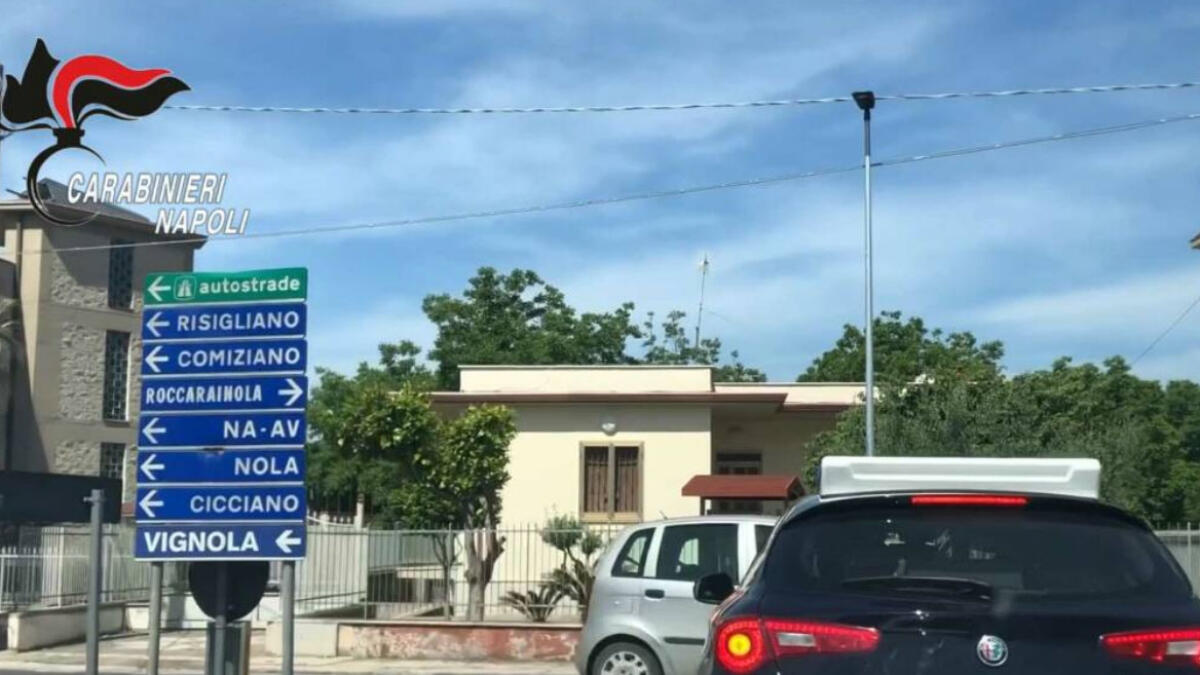 CARABINIERI
NAPOLI
autostrade
RISIGLIANO
COMIZIANO
ROCCARAINOLA
NA-AV
NOLA
CICCIANO
VIGNOLA